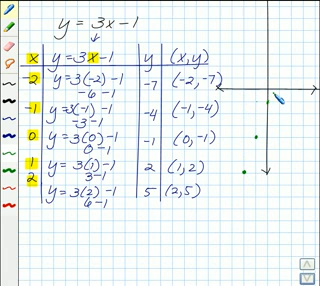 y = 3x-1
x y = 3x-1 y (x,y)
-2 y = 3(-2) -1 -7 (-2,-7)
-6 -1
-1 y = 3(-1) -1 -4 (-1,-4)
-3 -1
0 y = 3(0) -1 -1 (0,-1)
0 -1
1 y = 3(1) -1 2 (1,2)
3-1
2 y = 3(2) -1 5 (2,5)
6-1